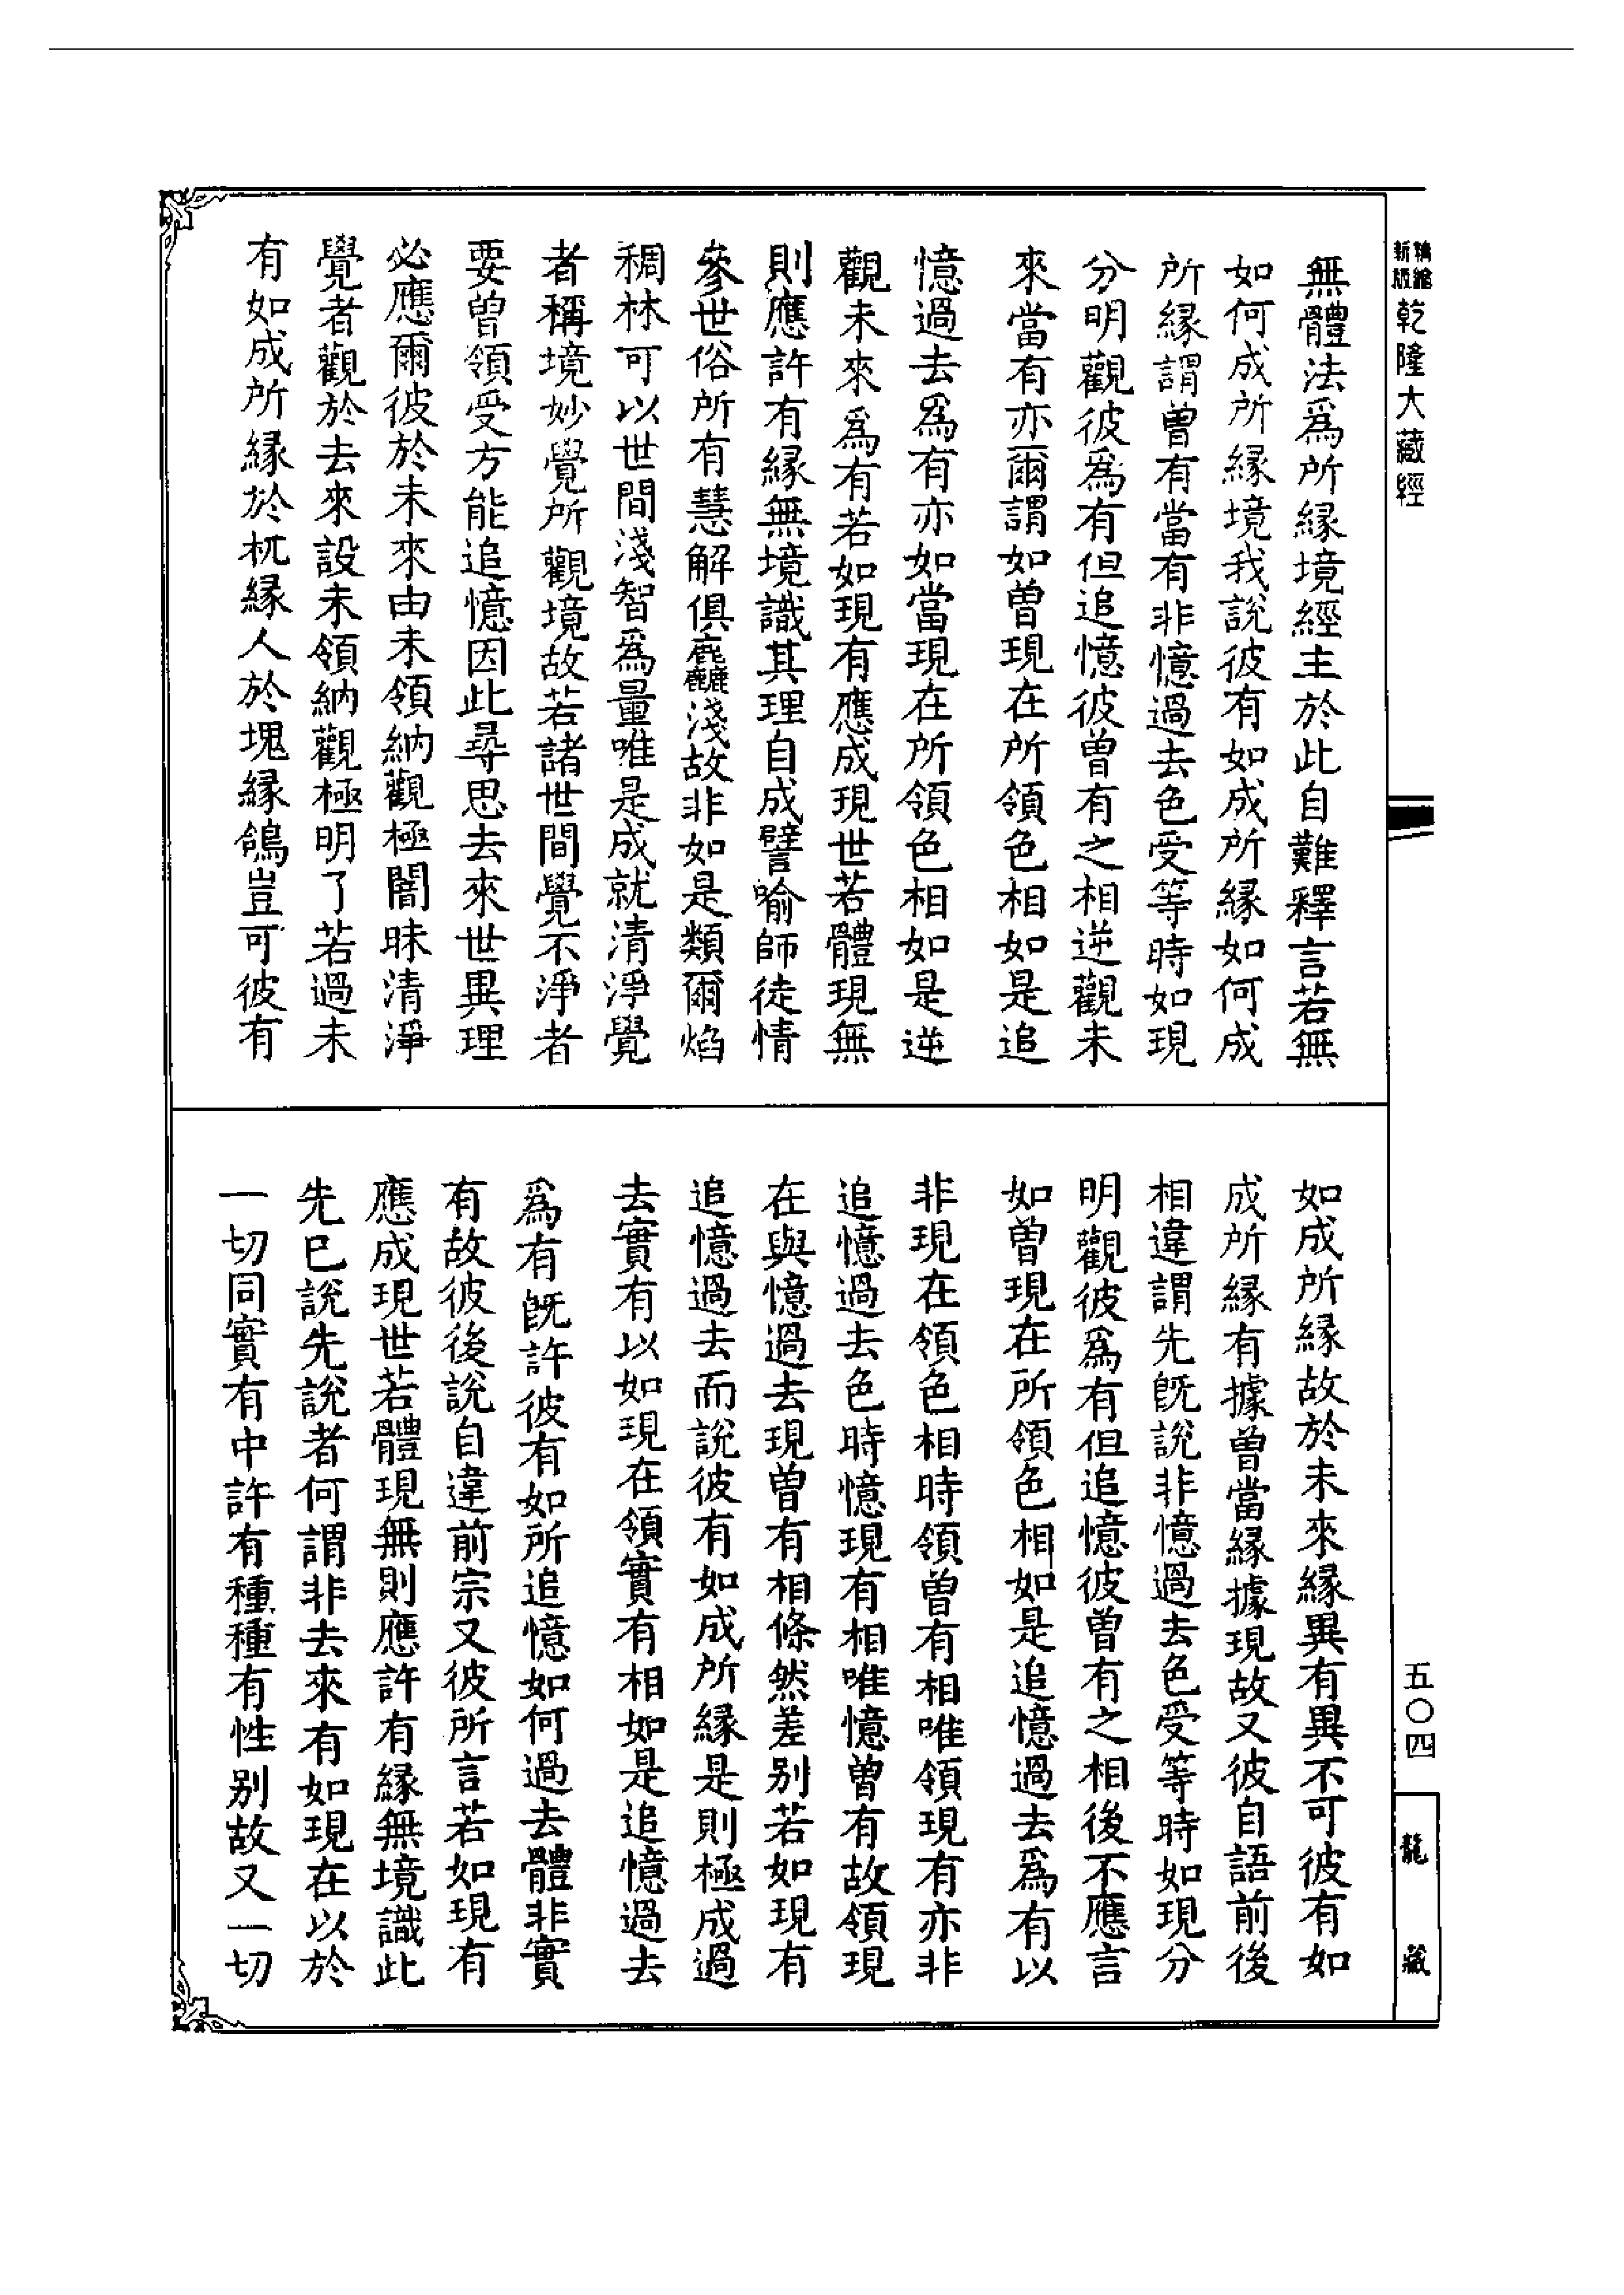 新版精縮乾隆大藏經
無體法為所緣境經主於此自難釋言若無
如何成所緣境我說彼有如成所緣如何成
所緣謂曾有當有非憶過去色受等時如現
分明觀彼為有但追憶彼曾有之相逆觀未
來當有亦爾謂如曾現在所領色相如是追
憶過去為有亦如當現在所領色相如是逆
觀未來為有若如現有應成現世若體現無
則應許有緣無境識其理自成譬喻師徒情
參世俗所有慧解俱麤淺故非如是類爾焰
稠林可以世間淺智為量唯是成就清淨覺
者稱境妙覺所觀境故若諸世間覺不淨者
要曾領受方能追憶因此尋思去來世異理
必應爾彼於未來由未領納觀極闇昧清淨
覺者觀於去來設未領納觀極明了若過未
有如成所緣於杌緣人於塊緣鴿豈可彼有
如成所緣故於未來緣異有異不可彼有如
成所緣有據曾當緣據現故又彼自語前後
相違謂先旣說非憶過去色受等時如現分
明觀彼為有但追憶彼曾有之相後不應言
如曾現在所領色相如是追憶過去為有以
非現在領色相時領曾有相唯領現有亦非
追憶過去色時憶現有相唯憶曾有故領現
在與憶過去現曾有相條然差別若如現有
追憶過去而說彼有如成所緣是則極成過
去實有以如現在領實有相如是追憶過去
為有旣許彼有如所追憶如何過去體非實
有故彼後說自違前宗又彼所言若如現有
應成現世若體現無則應許有緣無境識此
先已說先說者何謂非去來有如現在以於
一切同實有中許有種種有性別故又一切
五〇四
龍藏